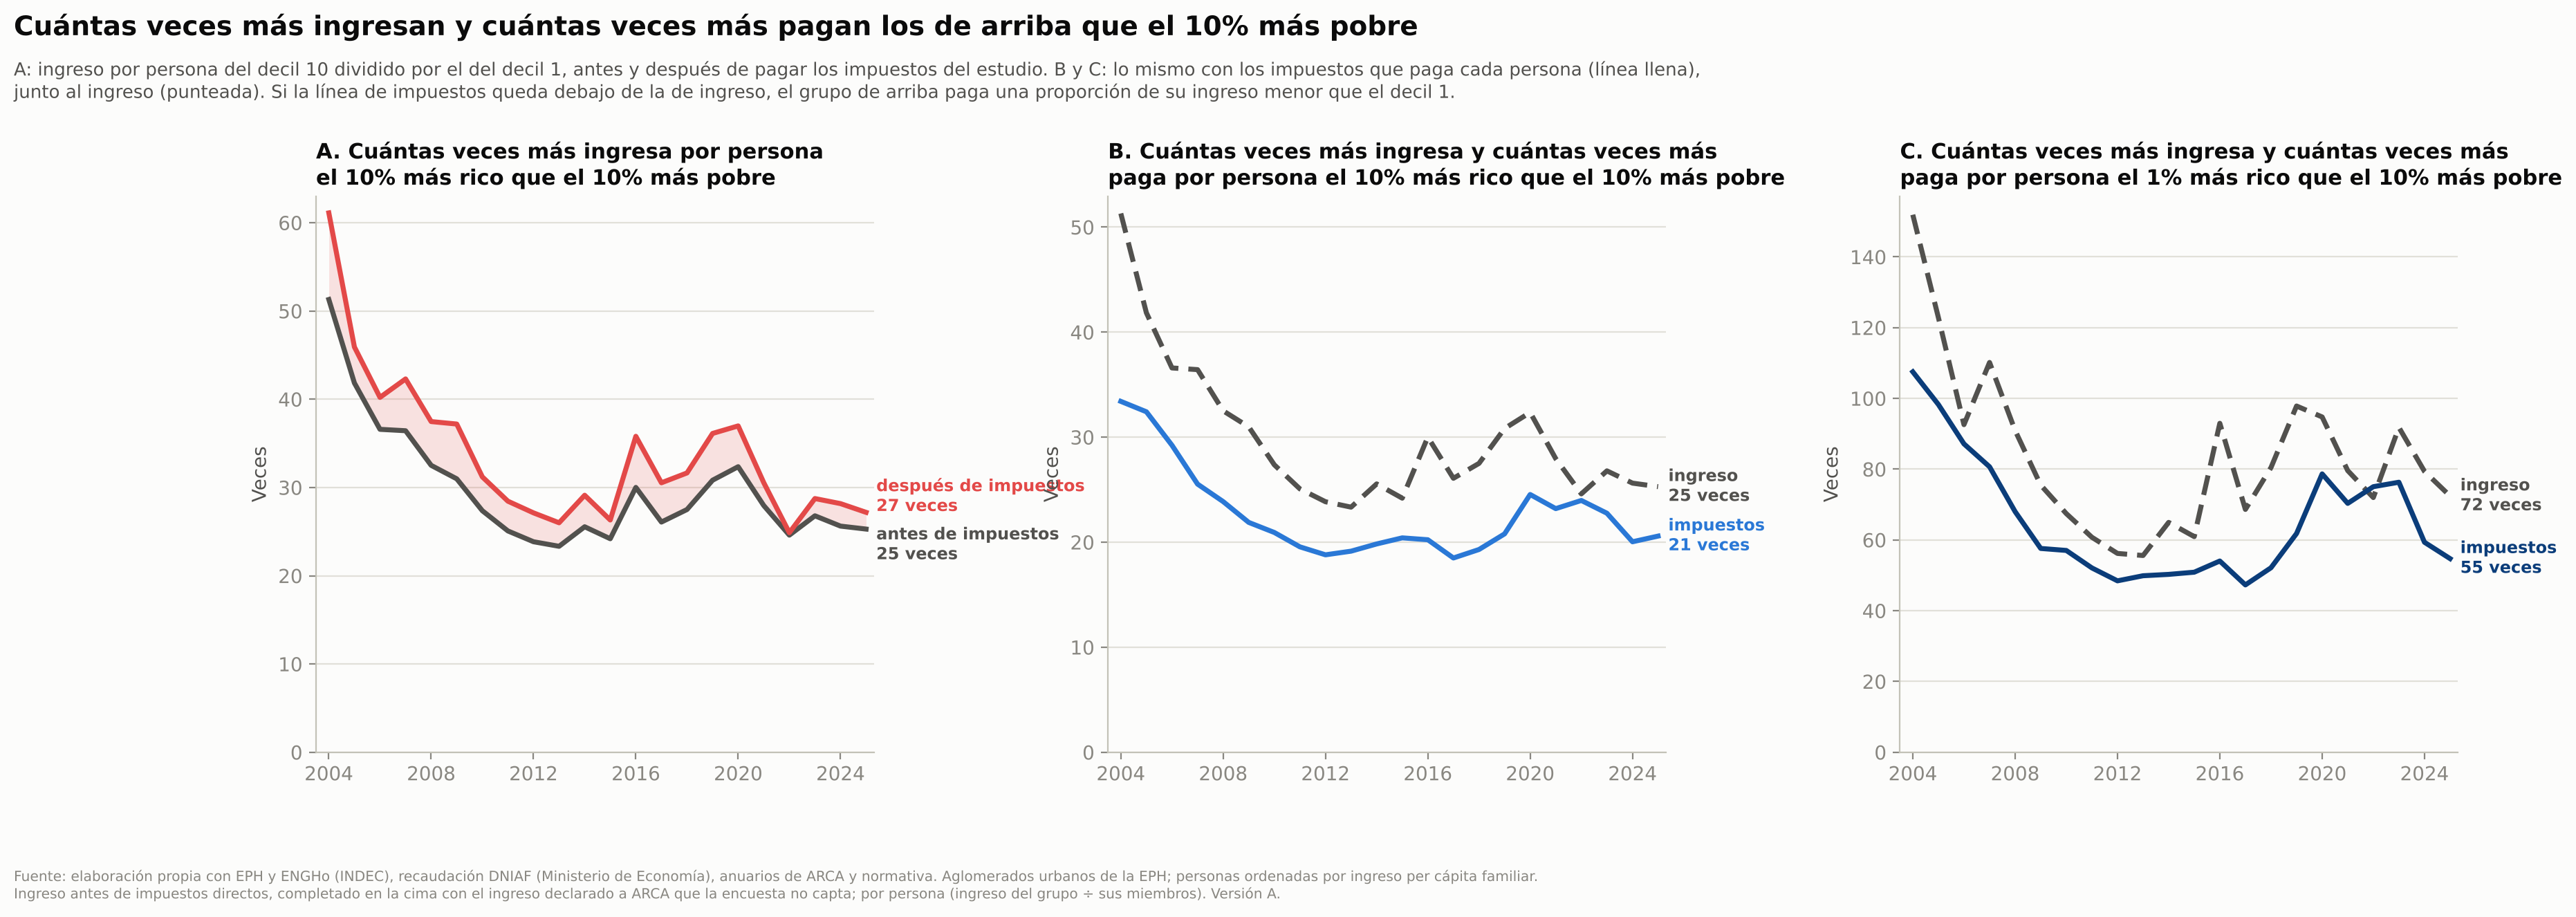 Cuántas veces más ingresan y cuántas veces más pagan los de arriba que el 10% más pobre
A: ingreso por persona del decil 10 dividido por el del decil 1, antes y después de pagar los impuestos del estudio. B y C: lo mismo con los impuestos que paga cada persona (línea llena),
junto al ingreso (punteada). Si la línea de impuestos queda debajo de la de ingreso, el grupo de arriba paga una proporción de su ingreso menor que el decil 1.
A. Cuántas veces más ingresa por persona
el 10% más rico que el 10% más pobre
Veces
60
50
40
30
20
10
0
2004
2008
2012
2016
2020
2024
después de impuestos
27 veces
antes de impuestos
25 veces
B. Cuántas veces más ingresa y cuántas veces más
paga por persona el 10% más rico que el 10% más pobre
Veces
50
40
30
20
10
0
2004
2008
2012
2016
2020
2024
ingreso
25 veces
impuestos
21 veces
C. Cuántas veces más ingresa y cuántas veces más
paga por persona el 1% más rico que el 10% más pobre
Veces
140
120
100
80
60
40
20
0
2004
2008
2012
2016
2020
2024
ingreso
72 veces
impuestos
55 veces
Fuente: elaboración propia con EPH y ENGHo (INDEC), recaudación DNIAF (Ministerio de Economía), anuarios de ARCA y normativa. Aglomerados urbanos de la EPH; personas ordenadas por ingreso per cápita familiar.
Ingreso antes de impuestos directos, completado en la cima con el ingreso declarado a ARCA que la encuesta no capta; por persona (ingreso del grupo ÷ sus miembros). Versión A.